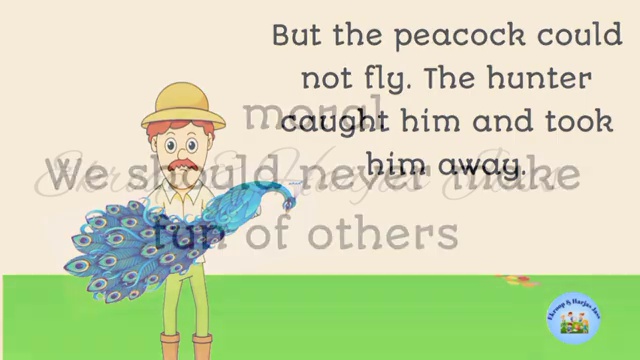 But the peacock could
not fly. The hunter
caught him and took
him away.
moral
We should never make
fun of others